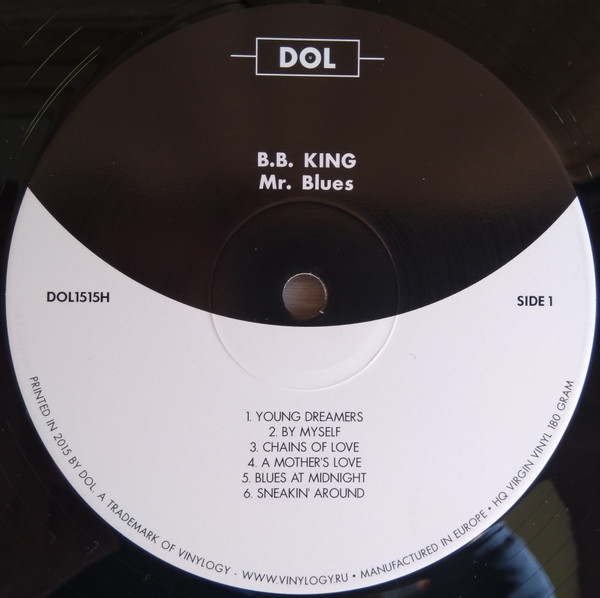 DOL
B.B. KING
Mr. Blues
DOL1515H
SIDE 1
1. YOUNG DREAMERS
2. BY MYSELF
3. CHAINS OF LOVE
4. A MOTHER'S LOVE
5. BLUES AT MIDNIGHT
6. SNEAKIN' AROUND
PRINTED IN 2015 BY DOL. A TRADEMARK OF VINYLOGY - WWW.VINYLOGY.RU • MANUFACTURED IN EUROPE • HQ VIRGIN VINYL 180 GRAM